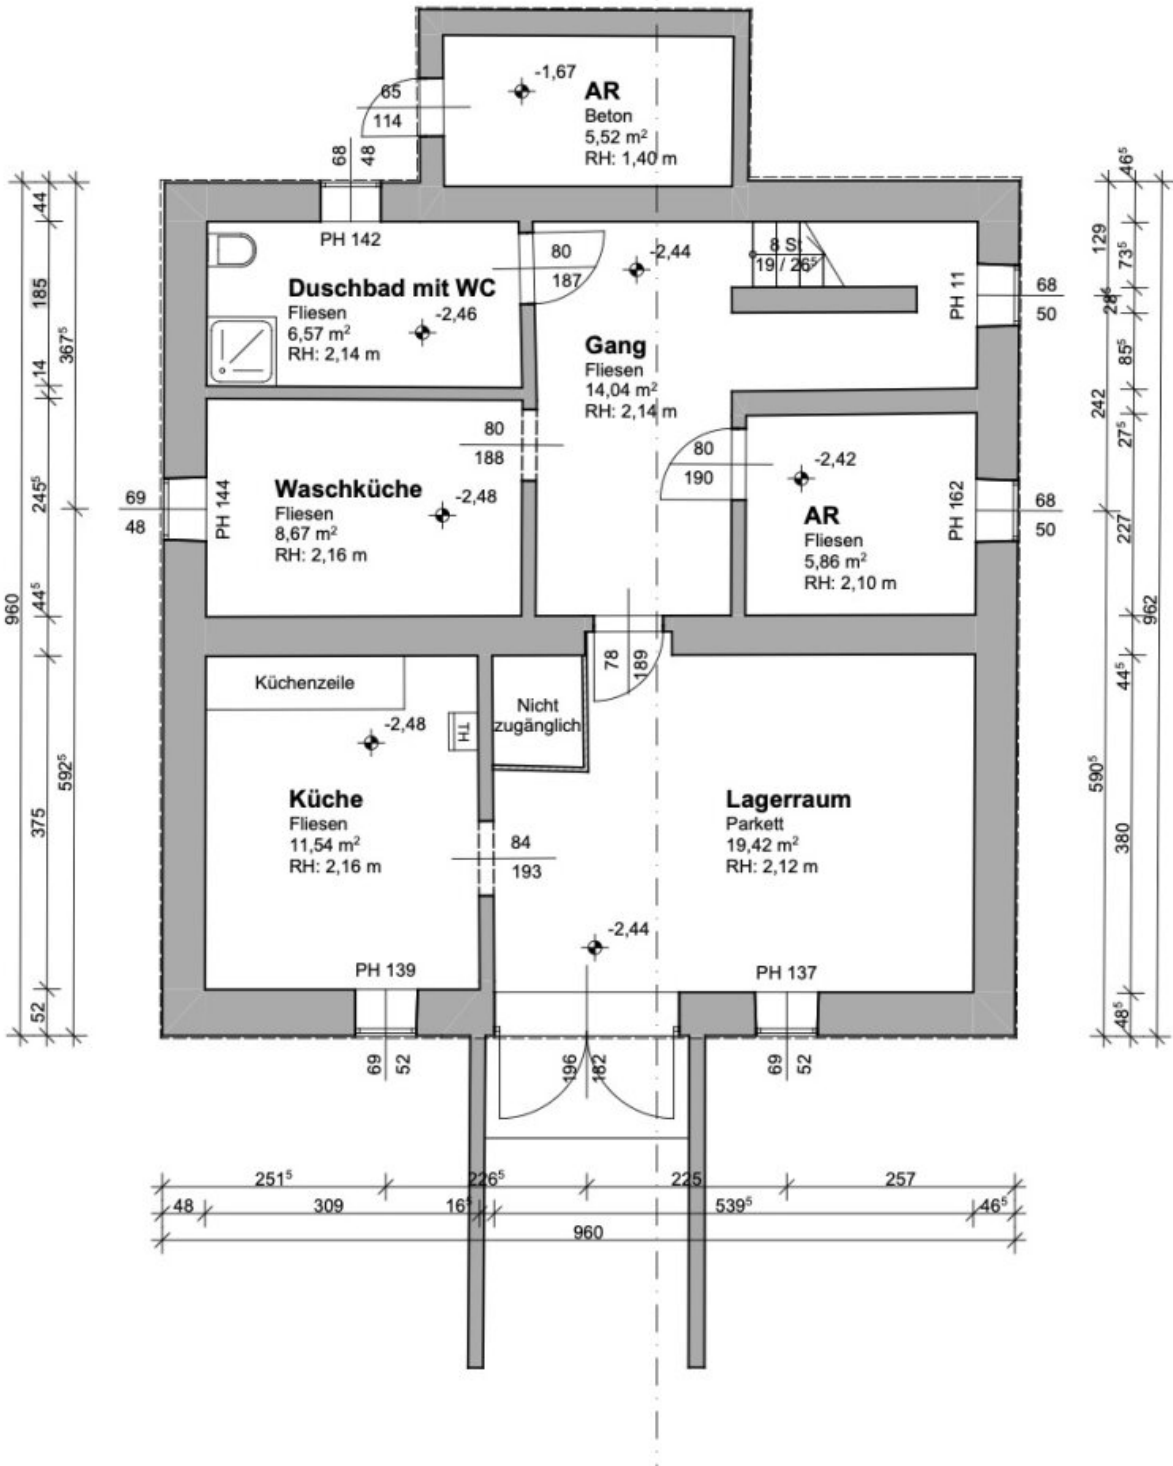 -1,67
AR
Beton
5,52 m²
RH: 1,40 m
65
114
68
48
PH 142
80
187
-2,44
8 St
19 / 26⁵
Duschbad mit WC
Fliesen
6,57 m²
RH: 2,14 m
-2,46
Gang
Fliesen
14,04 m²
RH: 2,14 m
PH 11
68
50
80
188
80
190
-2,42
Waschküche
Fliesen
8,67 m²
RH: 2,16 m
-2,48
PH 144
69
48
AR
Fliesen
5,86 m²
RH: 2,10 m
PH 162
68
50
78
189
Küchenzeile
-2,48
TH
Nicht
zugänglich
Küche
Fliesen
11,54 m²
RH: 2,16 m
84
193
Lagerraum
Parkett
19,42 m²
RH: 2,12 m
-2,44
PH 139
PH 137
69
52
196
182
69
52
44
185
14
245⁵
44⁵
375
52
367⁵
592⁵
960
46⁵
73⁵
28⁵
85⁵
27⁵
227
44⁵
380
48⁵
129
242
590⁵
962
251⁵
226⁵
225
257
48
309
16⁵
539⁵
46⁵
960